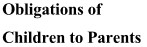 Obligations of
Children to Parents